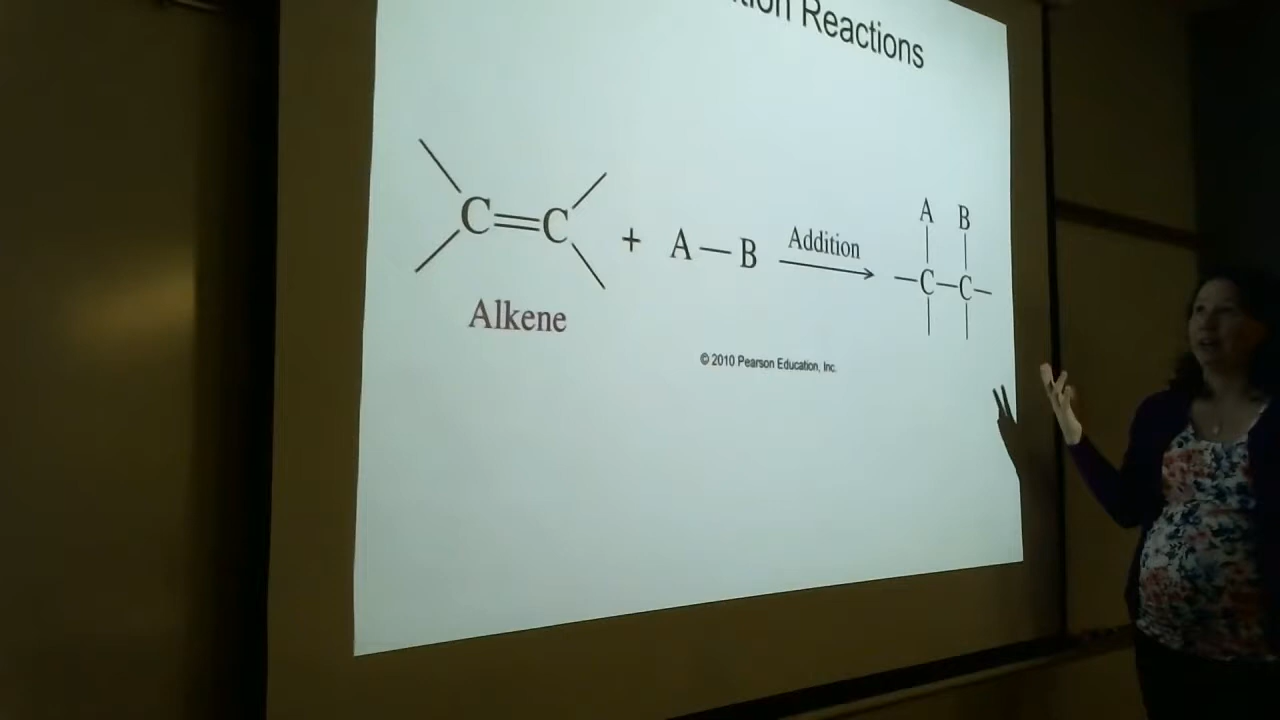 Reactions
C=C + A—B Addition
A B
—C—C—
Alkene
© 2010 Pearson Education, Inc.